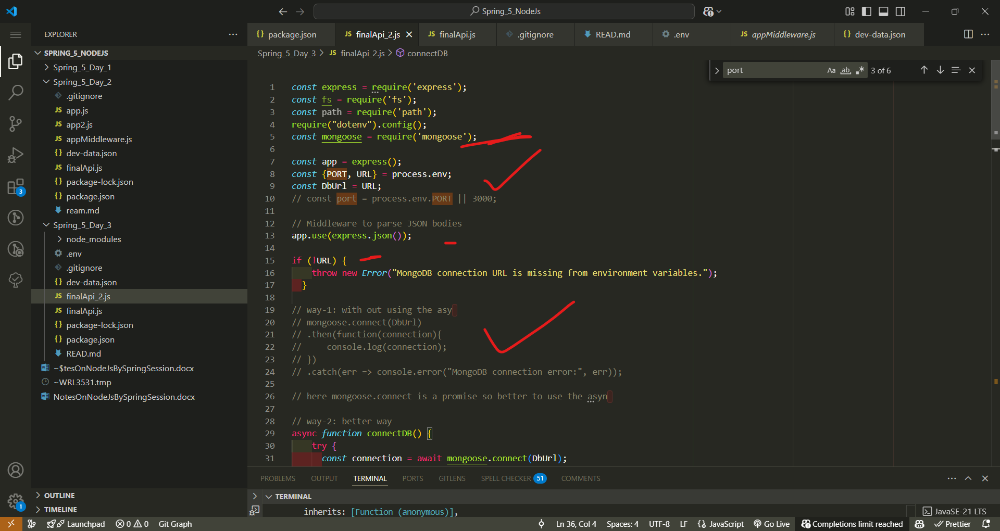 Spring_5_NodeJs
EXPLORER
SPRING_5_NODEJS
Spring_5_Day_1
Spring_5_Day_2
.gitignore
app.js
app2.js
appMiddleware.js
dev-data.json
finalApi.js
package-lock.json
package.json
ream.md
Spring_5_Day_3
node_modules
.env
.gitignore
dev-data.json
finalApi_2.js
finalApi.js
package-lock.json
package.json
READ.md
~$tesOnNodeJsBySpringSession.docx
~WRL3531.tmp
NotesOnNodeJsBySpringSession.docx
OUTLINE
TIMELINE
3
1
package.json
finalApi_2.js
finalApi.js
.gitignore
READ.md
.env
appMiddleware.js
dev-data.json
Spring_5_Day_3 > JS finalApi_2.js > connectDB
port Aa ab .* 3 of 6
1 const express = require('express');
2 const fs = require('fs');
3 const path = require('path');
4 require("dotenv").config();
5 const mongoose = require('mongoose');
6
7 const app = express();
8 const {PORT, URL} = process.env;
9 const DbUrl = URL;
10 // const port = process.env.PORT || 3000;
11
12 // Middleware to parse JSON bodies
13 app.use(express.json());
14
15 if (!URL) {
16 throw new Error("MongoDB connection URL is missing from environment variables.");
17 }
18
19 // way-1: with out using the asy
20 // mongoose.connect(DbUrl)
21 // .then(function(connection){
22 //     console.log(connection);
23 // })
24 // .catch(err => console.error("MongoDB connection error:", err));
25
26 // here mongoose.connect is a promise so better to use the asyn
27
28 // way-2: better way
29 async function connectDB() {
30 try {
31 const connection = await mongoose.connect(DbUrl);
PROBLEMS OUTPUT TERMINAL PORTS GITLENS SPELL CHECKER 51 COMMENTS
TERMINAL
inherits: [Function (anonymous)],
JavaSE-21 LTS
Launchpad 0 0 Git Graph Ln 36, Col 4 Spaces: 4 UTF-8 LF {} JavaScript Go Live Completions limit reached Prettier